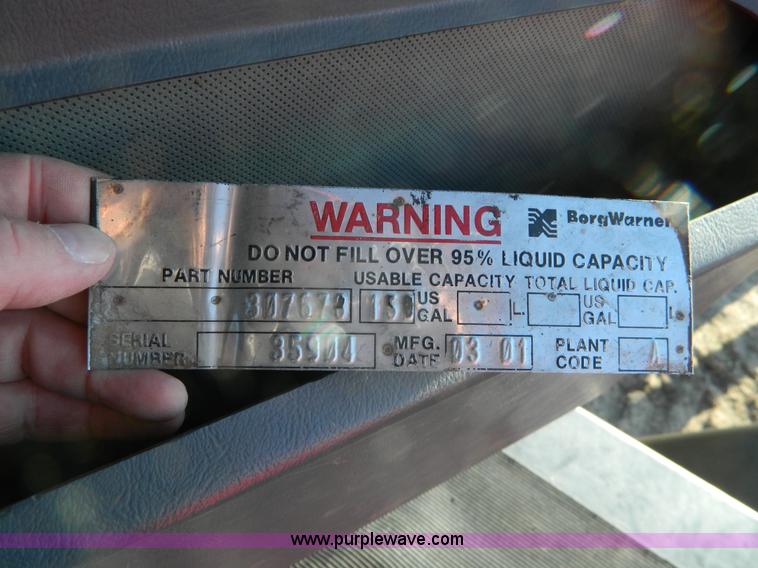 WARNING BorgWarner
DO NOT FILL OVER 95% LIQUID CAPACITY
PART NUMBER USABLE CAPACITY TOTAL LIQUID CAP.
US GAL L. US GAL L
SERIAL NUMBER 35904 MFG. DATE 03 01 PLANT CODE A
www.purplewave.com